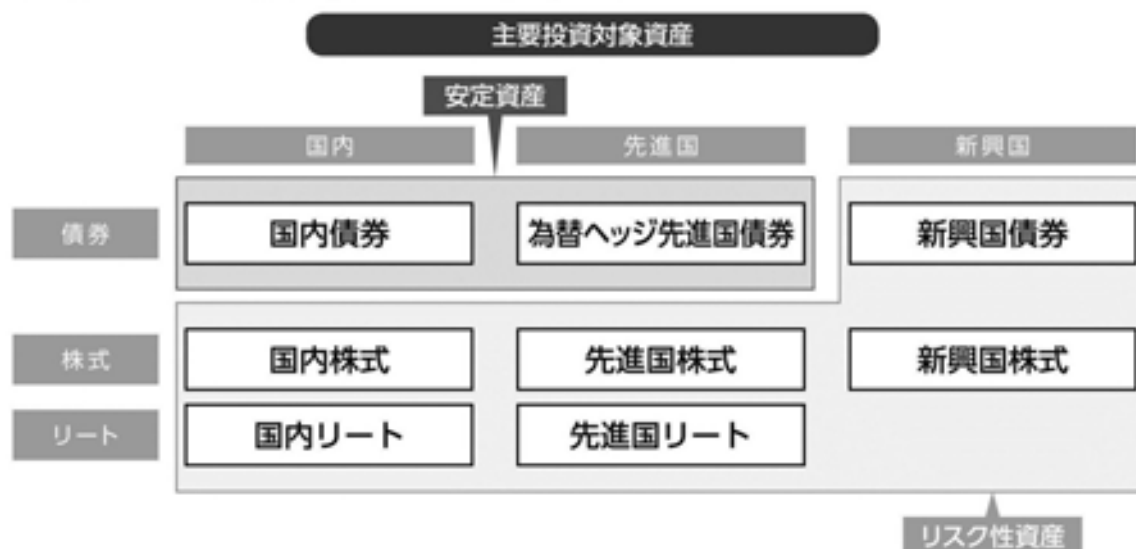 主要投資対象資産
安定資産
国内 先進国 新興国
債券 国内債券 為替ヘッジ先進国債券 新興国債券
株式 国内株式 先進国株式 新興国株式
リート 国内リート 先進国リート
リスク性資産